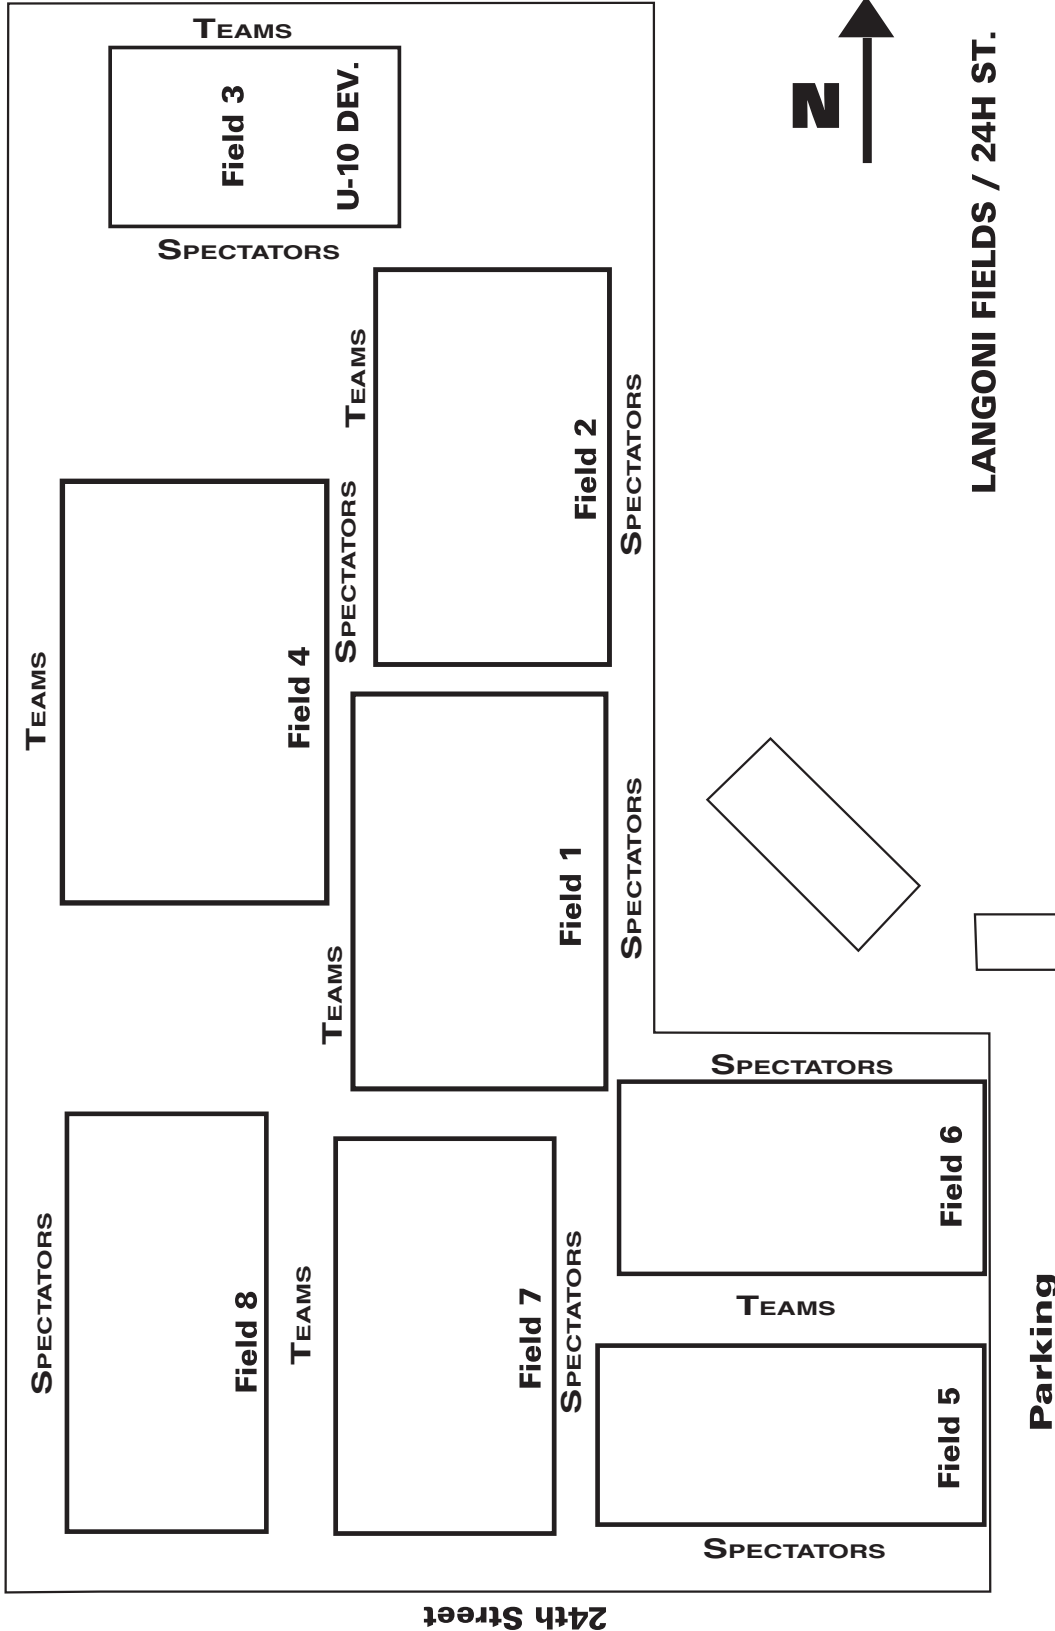 TEAMS
Field 3
U-10 DEV.
SPECTATORS
N
LANGONI FIELDS / 24H ST.
TEAMS
Field 2
SPECTATORS
TEAMS
Field 4
SPECTATORS
TEAMS
Field 1
SPECTATORS
SPECTATORS
Field 8
TEAMS
Field 7
SPECTATORS
SPECTATORS
Field 6
TEAMS
Field 5
SPECTATORS
Parking
24th Street